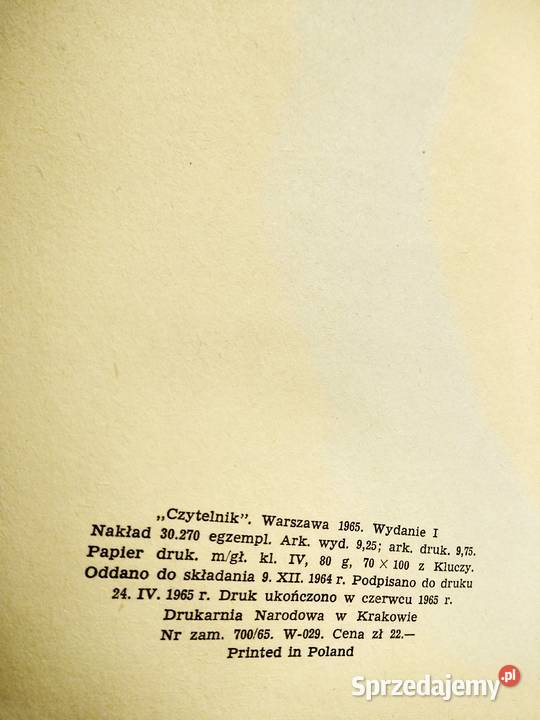 „Czytelnik”. Warszawa 1965. Wydanie I
Nakład 30.270 egzempl. Ark. wyd. 9,25; ark. druk. 9,75.
Papier druk. m/gł. kl. IV, 80 g, 70 × 100 z Kluczy.
Oddano do składania 9. XII. 1964 r. Podpisano do druku
24. IV. 1965 r. Druk ukończono w czerwcu 1965 r.
Drukarnia Narodowa w Krakowie
Nr zam. 700/65. W-029. Cena zł 22.—
Printed in Poland
Sprzedajemy.pl